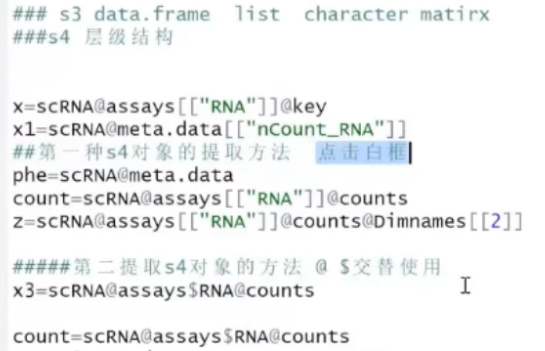 ### s3 data.frame  list  character matirx
###s4 层级结构
x=scRNA@assays[["RNA"]]@key
x1=scRNA@meta.data[["nCount_RNA"]]
##第一种s4对象的提取方法  点击白框
phe=scRNA@meta.data
count=scRNA@assays[["RNA"]]@counts
z=scRNA@assays[["RNA"]]@counts@Dimnames[[2]]
#####第二提取s4对象的方法 @ $交替使用
x3=scRNA@assays$RNA@counts
count=scRNA@assays$RNA@counts